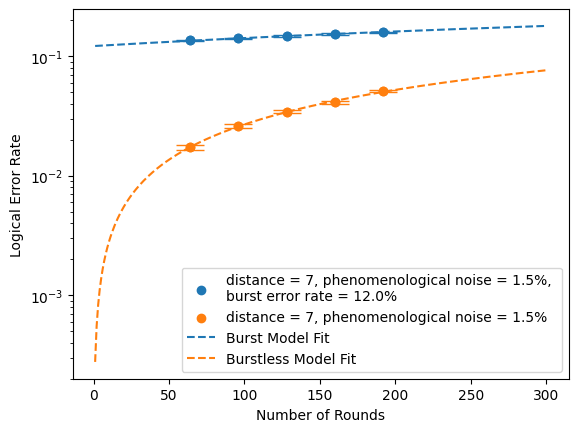 10⁻¹
10⁻²
10⁻³
Logical Error Rate
distance = 7, phenomenological noise = 1.5%,
burst error rate = 12.0%
distance = 7, phenomenological noise = 1.5%
Burst Model Fit
Burstless Model Fit
0 50 100 150 200 250 300
Number of Rounds